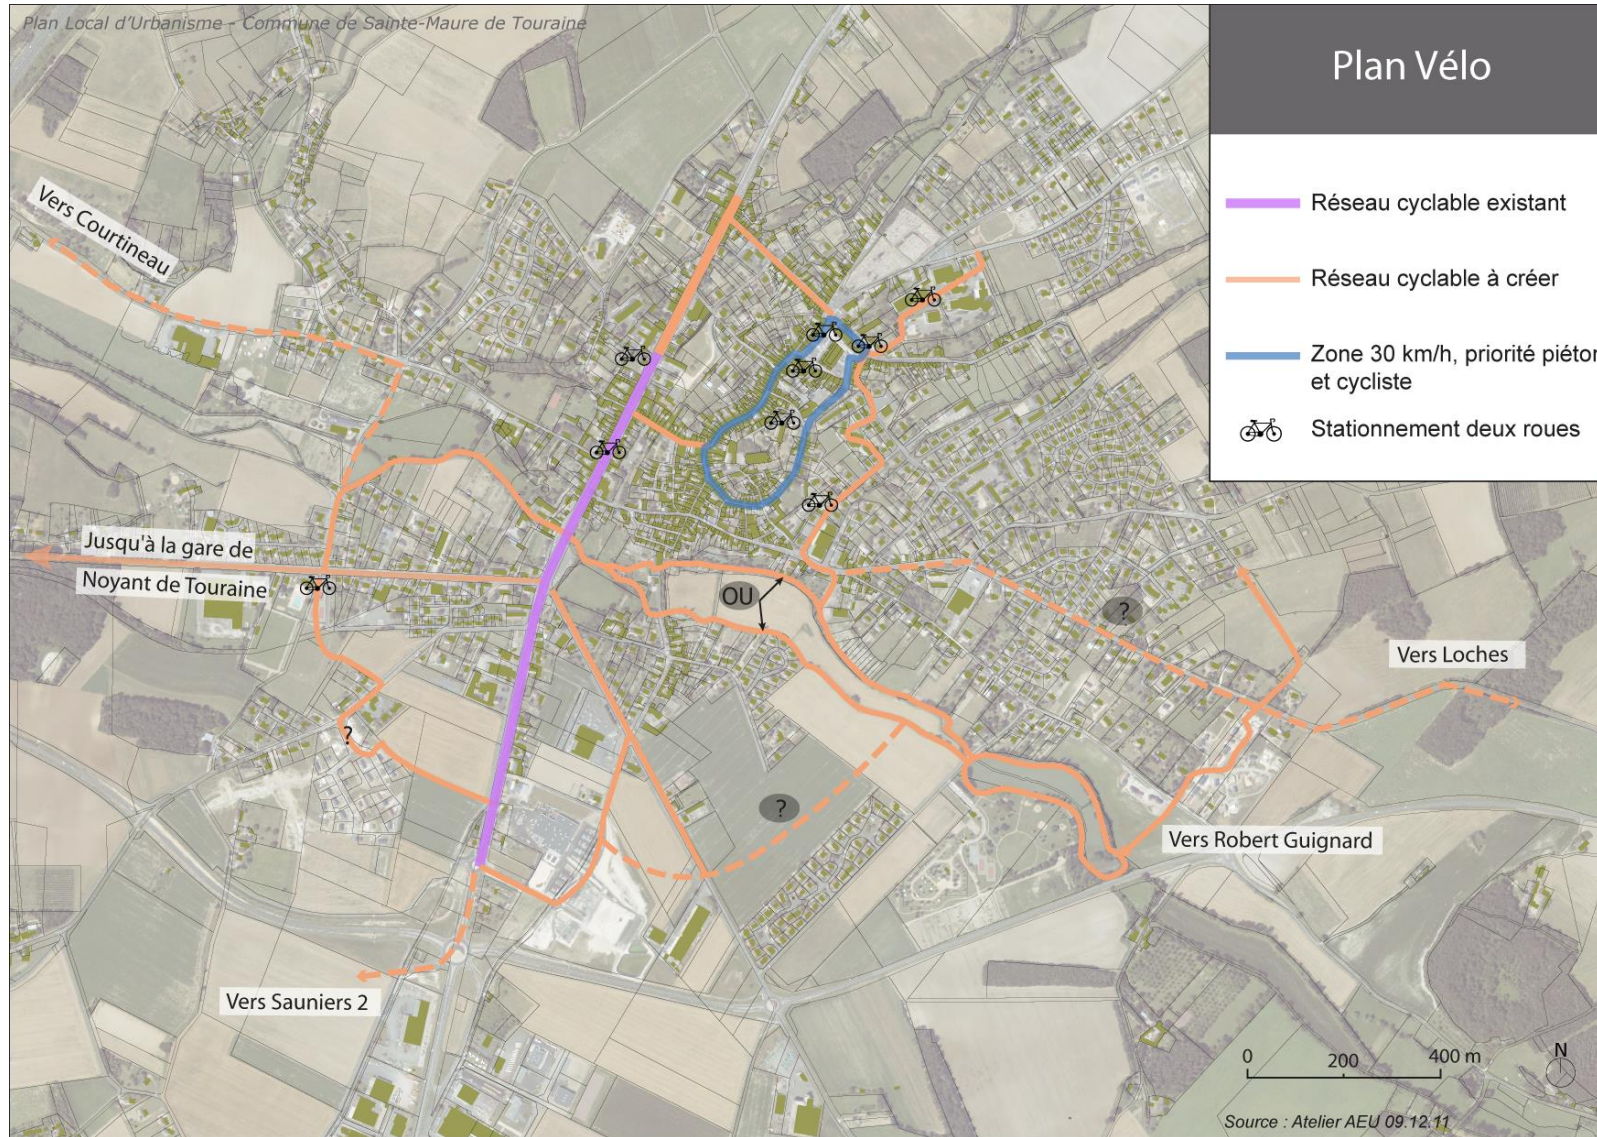 Plan Local d'Urbanisme - Commune de Sainte-Maure de Touraine
Plan Vélo
Réseau cyclable existant
Réseau cyclable à créer
Zone 30 km/h, priorité piéton
et cycliste
Stationnement deux roues
Vers Courtineau
Jusqu'à la gare de
Noyant de Touraine
OU
?
Vers Loches
?
?
Vers Robert Guignard
Vers Sauniers 2
0 200 400 m
N
Source : Atelier AEU 09.12.11